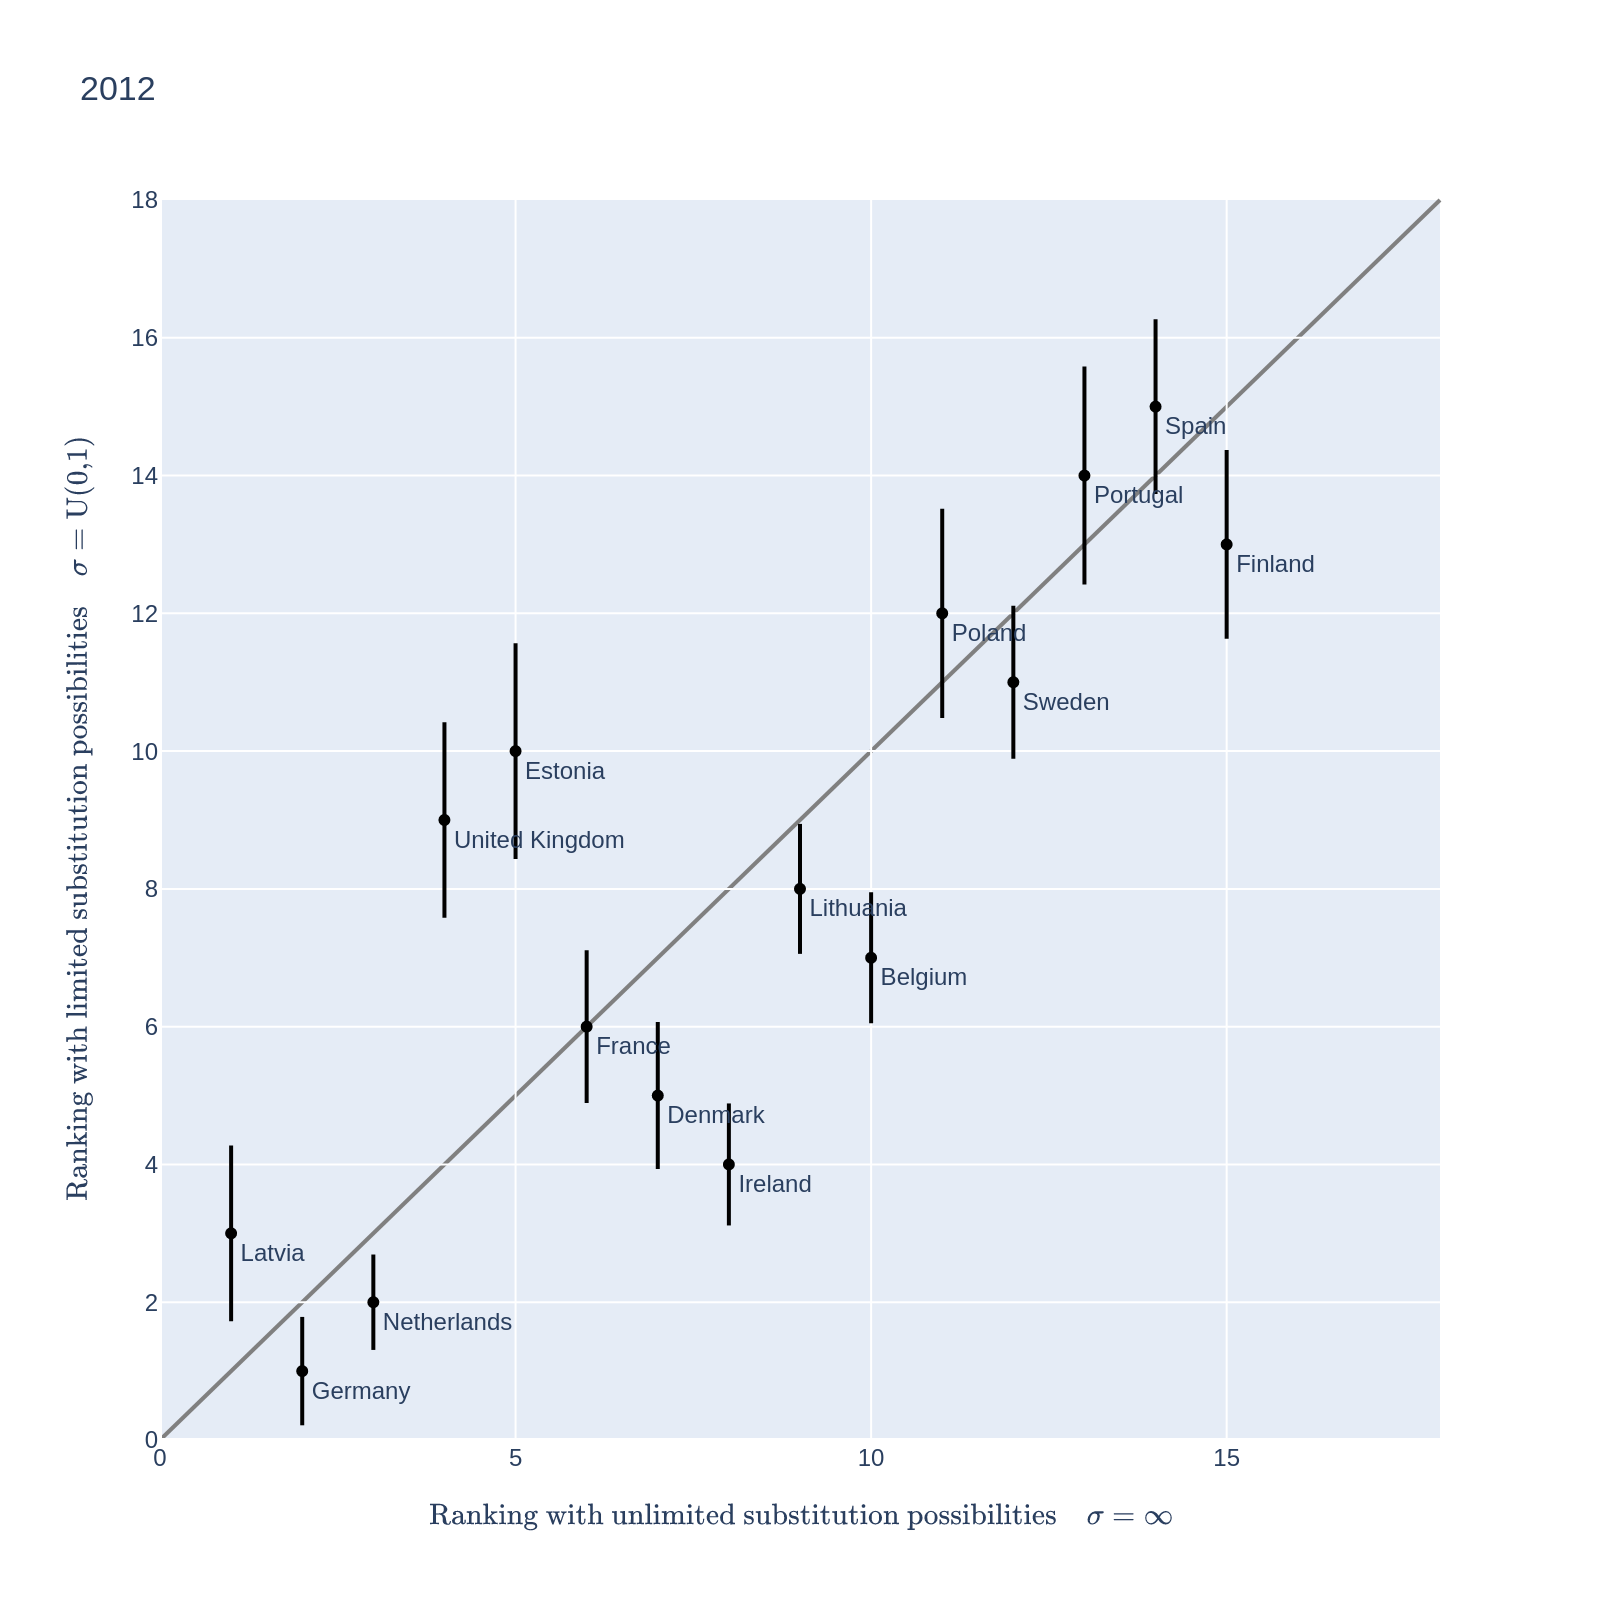 2012
18
16
14
12
10
8
6
4
2
0
Ranking with limited substitution possibilities σ = U(0,1)
Spain
Portugal
Finland
Poland
Sweden
Estonia
United Kingdom
Lithuania
Belgium
France
Denmark
Ireland
Latvia
Netherlands
Germany
0 5 10 15
Ranking with unlimited substitution possibilities σ = ∞